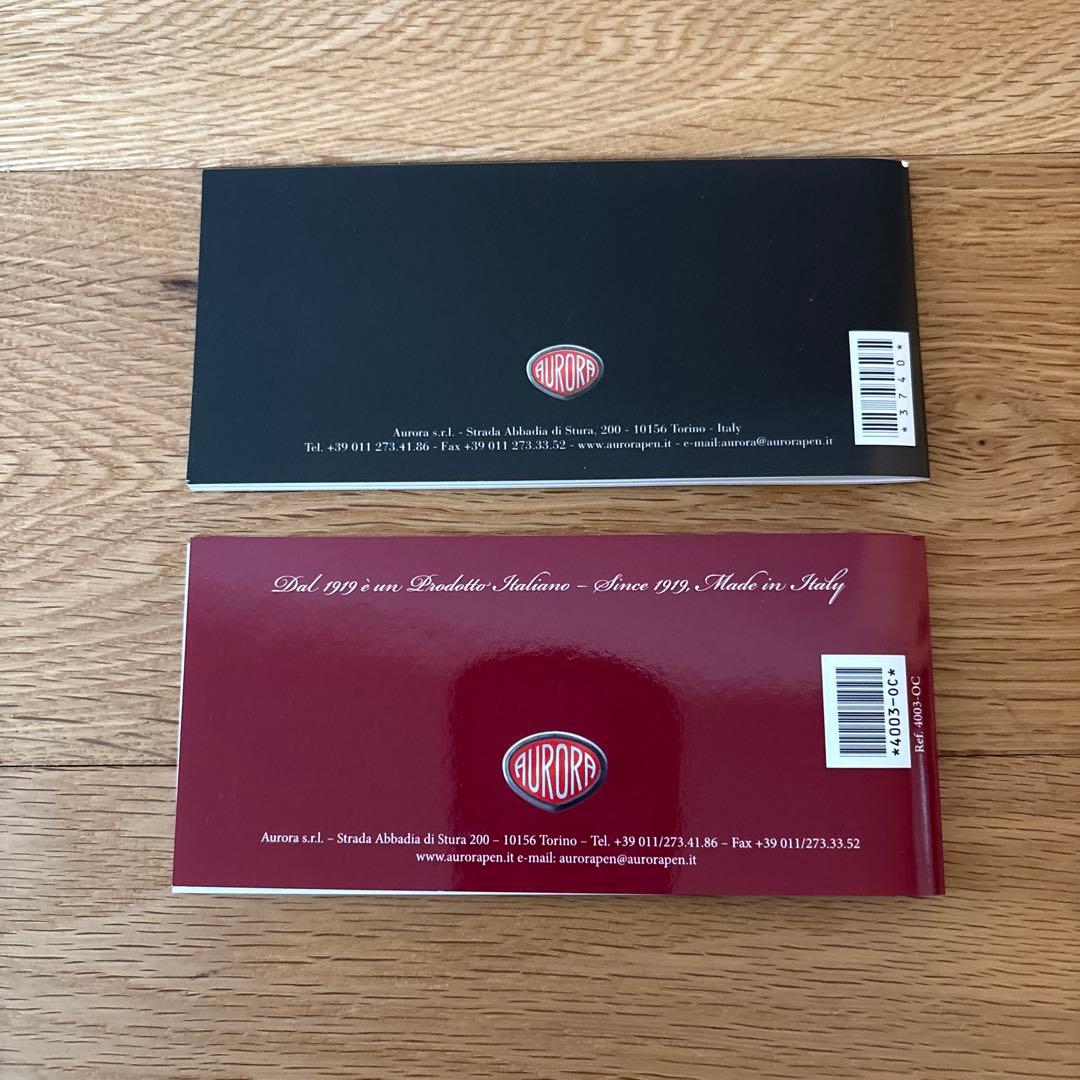 AURORA
Aurora s.r.l. - Strada Abbadia di Stura, 200 - 10156 Torino - Italy
Tel. +39 011 273.41.86 - Fax +39 011 273.33.52 - www.aurorapen.it - e-mail:aurora@aurorapen.it
*3740*
Dal 1919 è un Prodotto Italiano – Since 1919, Made in Italy
*4003-OC*
Ref. 4003-OC
AURORA
Aurora s.r.l. – Strada Abbadia di Stura 200 – 10156 Torino – Tel. +39 011/273.41.86 – Fax +39 011/273.33.52
www.aurorapen.it e-mail: aurorapen@aurorapen.it